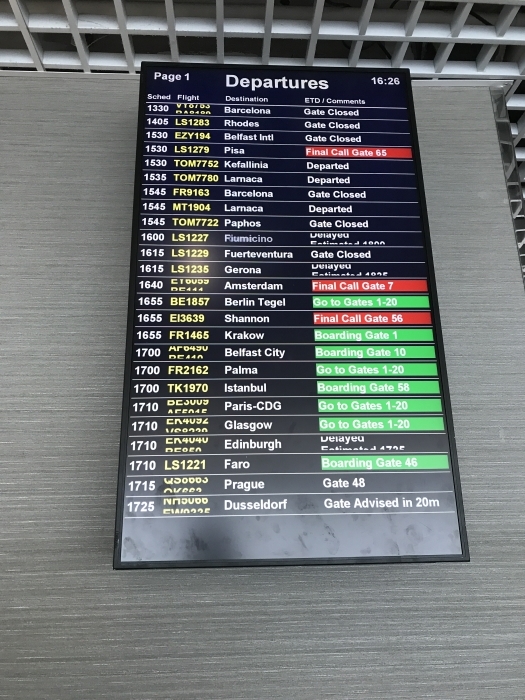 Page 1 Departures 16:26
Sched Flight Destination ETD / Comments
1330 Barcelona Gate Closed
1405 LS1283 Rhodes Gate Closed
1530 EZY194 Belfast Intl Gate Closed
1530 LS1279 Pisa Final Call Gate 65
1530 TOM7752 Kefallinia Departed
1535 TOM7780 Larnaca Departed
1545 FR9163 Barcelona Gate Closed
1545 MT1904 Larnaca Departed
1545 TOM7722 Paphos Gate Closed
1600 LS1227 Fiumicino Delayed
1615 LS1229 Fuerteventura Gate Closed
1615 LS1235 Gerona Delayed
1640 Amsterdam Final Call Gate 7
1655 BE1857 Berlin Tegel Go to Gates 1-20
1655 EI3639 Shannon Final Call Gate 56
1655 FR1465 Krakow Boarding Gate 1
1700 Belfast City Boarding Gate 10
1700 FR2162 Palma Go to Gates 1-20
1700 TK1970 Istanbul Boarding Gate 58
1710 Paris-CDG Go to Gates 1-20
1710 Glasgow Go to Gates 1-20
1710 Edinburgh Delayed
1710 LS1221 Faro Boarding Gate 46
1715 Prague Gate 48
1725 Dusseldorf Gate Advised in 20m